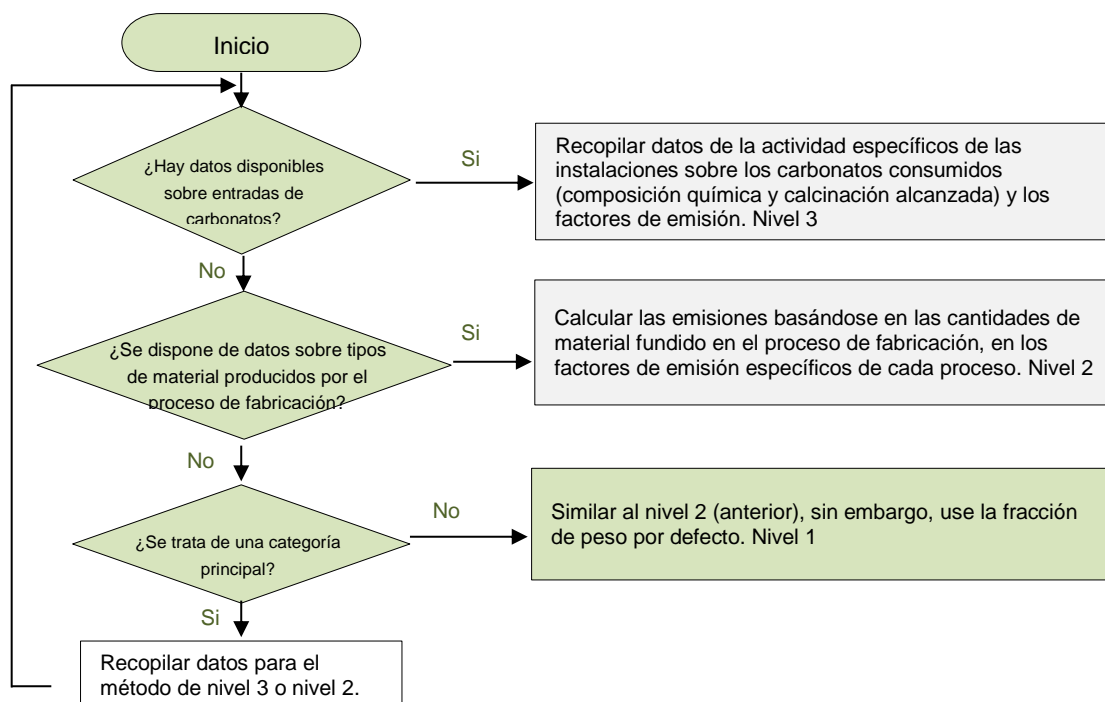 Inicio
¿Hay datos disponibles
sobre entradas de
carbonatos?
Si
Recopilar datos de la actividad específicos de las
instalaciones sobre los carbonatos consumidos
(composición química y calcinación alcanzada) y los
factores de emisión. Nivel 3
No
¿Se dispone de datos sobre tipos
de material producidos por el
proceso de fabricación?
Si
Calcular las emisiones basándose en las cantidades de
material fundido en el proceso de fabricación, en los
factores de emisión específicos de cada proceso. Nivel 2
No
¿Se trata de una categoría
principal?
No
Similar al nivel 2 (anterior), sin embargo, use la fracción
de peso por defecto. Nivel 1
Si
Recopilar datos para el
método de nivel 3 o nivel 2.